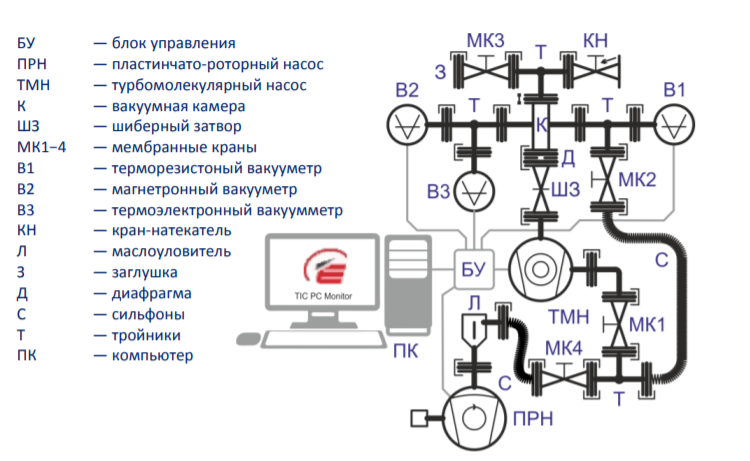 БУ — блок управления
ПРН — пластинчато-роторный насос
ТМН — турбомолекулярный насос
К — вакуумная камера
ШЗ — шиберный затвор
МК1–4 — мембранные краны
В1 — терморезистоный вакууметр
В2 — магнетронный вакууметр
В3 — термоэлектронный вакуумметр
КН — кран-натекатель
Л — маслоуловитель
З — заглушка
Д — диафрагма
С — сильфоны
Т — тройники
ПК — компьютер
МК3
Т
КН
З
В2
Т
К
Т
В1
Д
В3
ШЗ
МК2
TIC PC Monitor
БУ
С
Л
ТМН
МК1
ПК
МК4
С
Т
ПРН